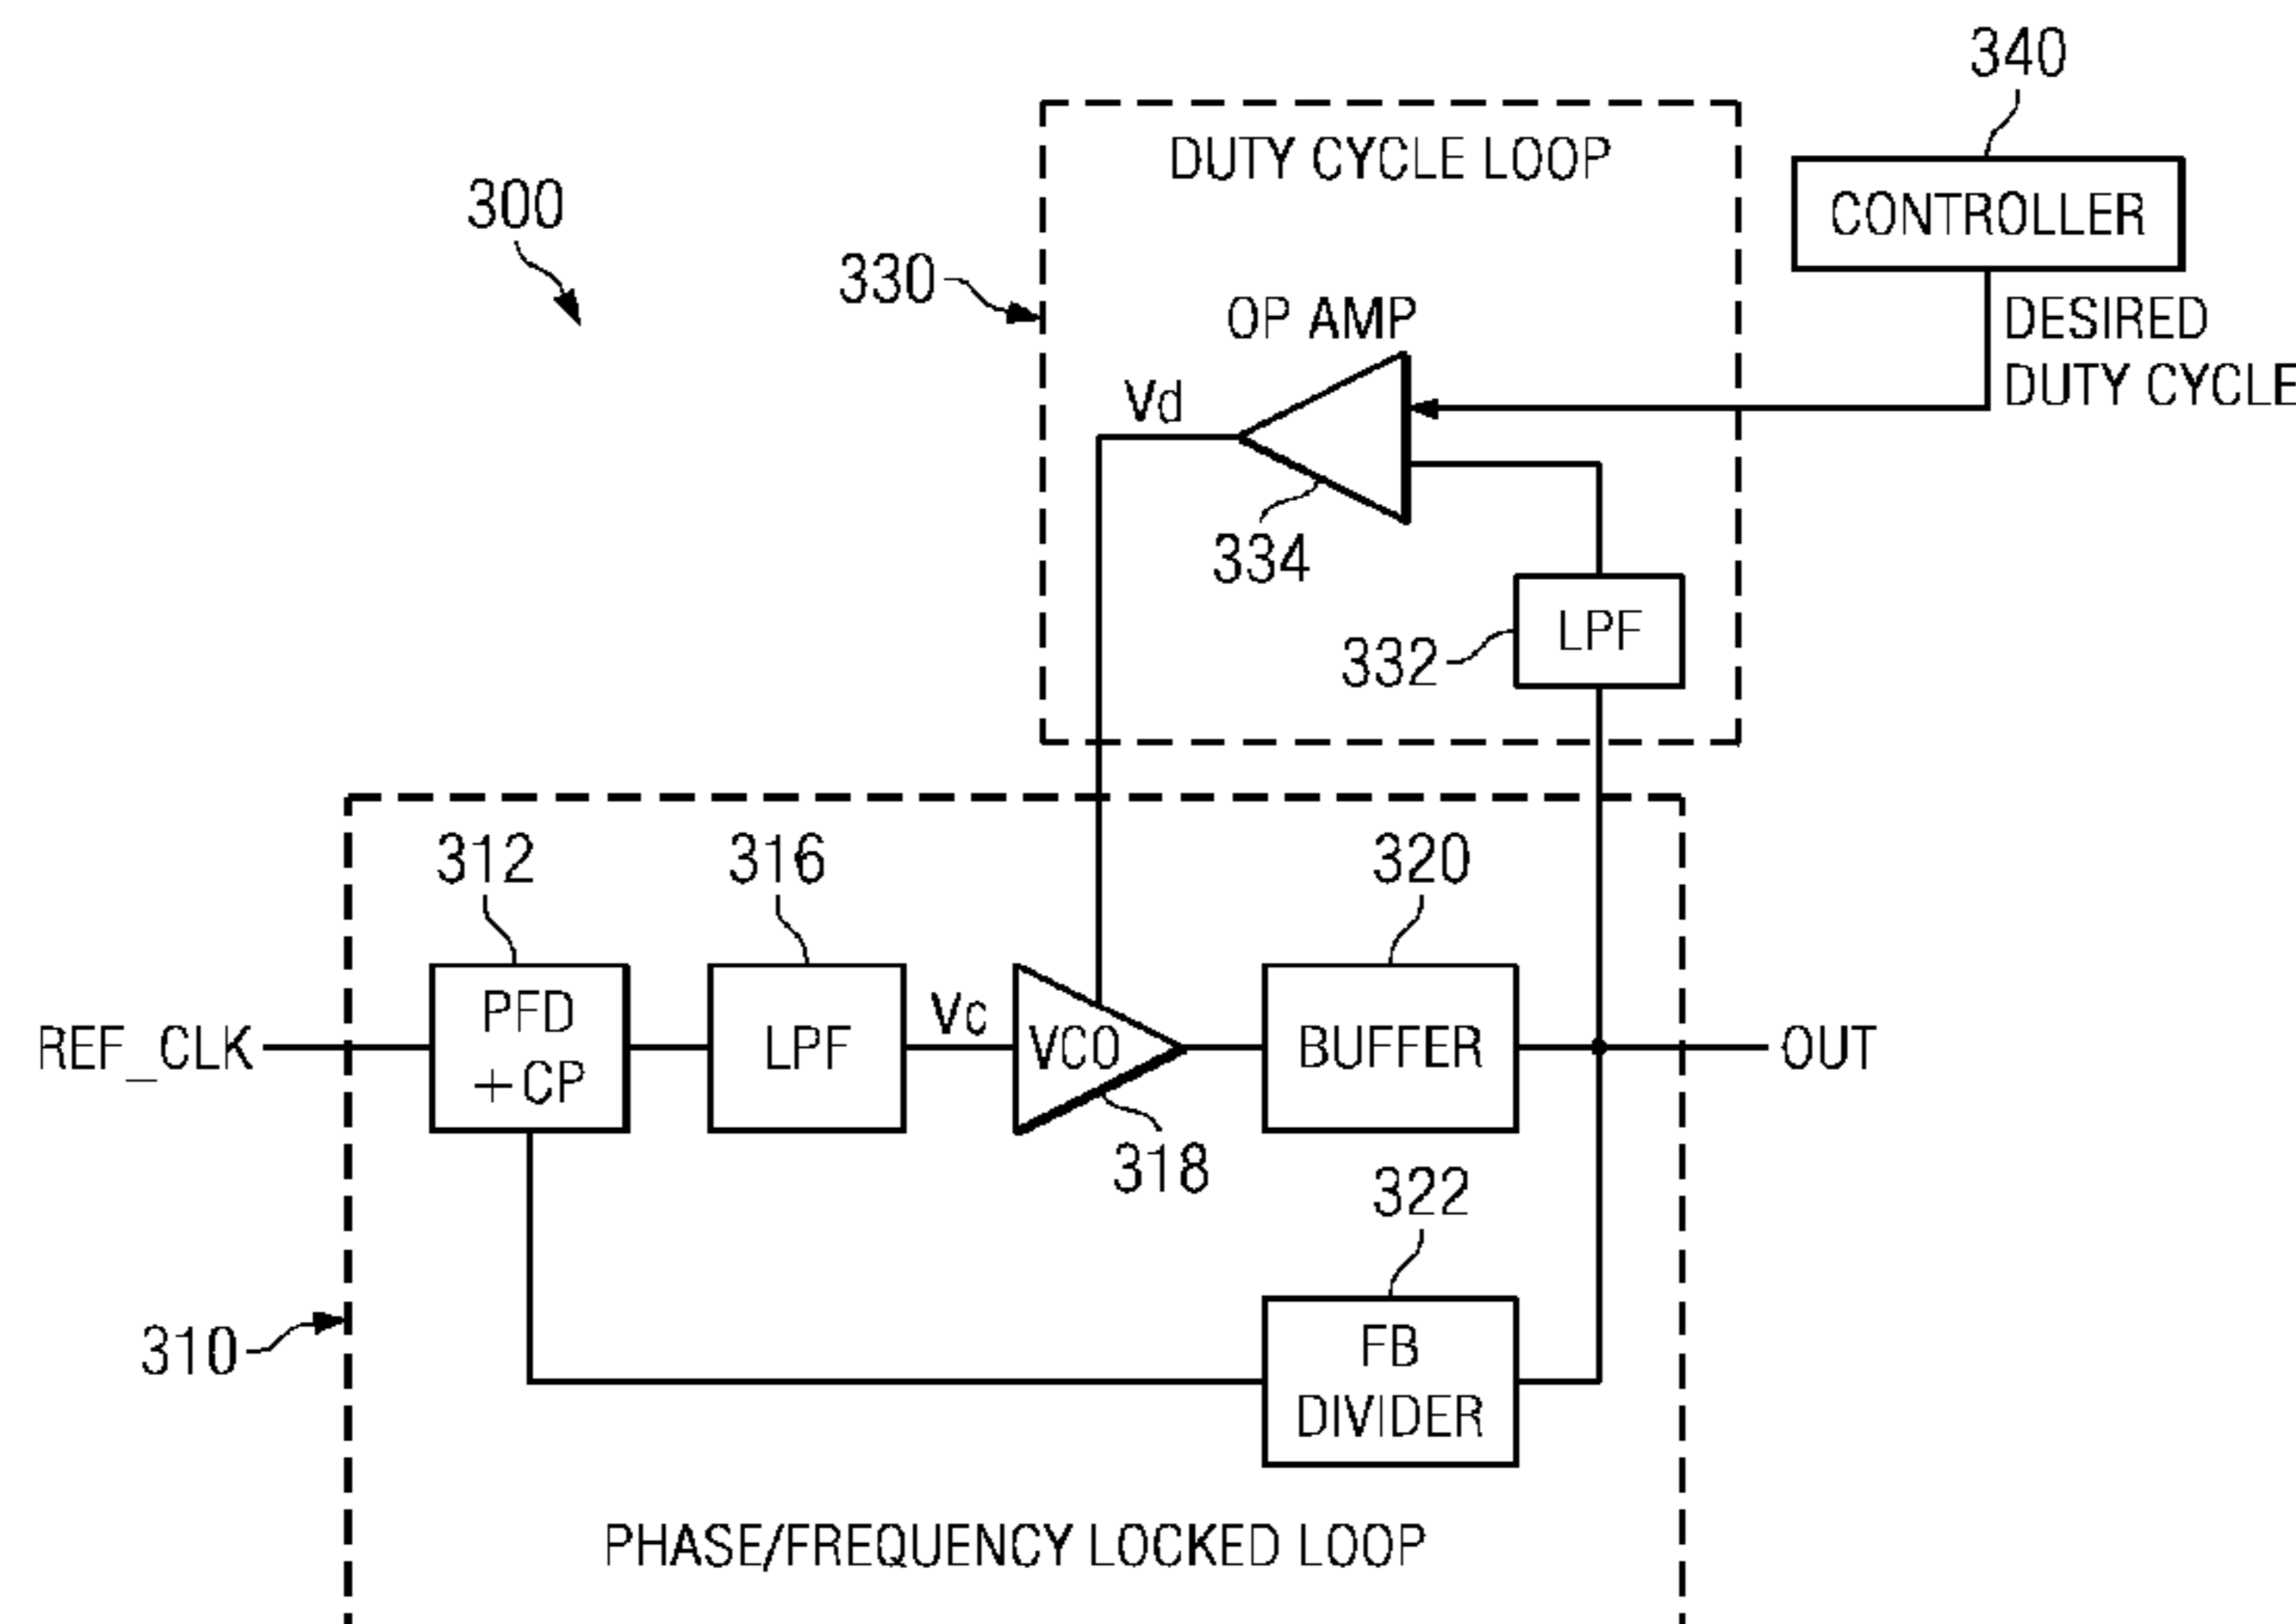 340
DUTY CYCLE LOOP
CONTROLLER
300
330
OP AMP
DESIRED
DUTY CYCLE
Vd
334
332
LPF
312
316
320
PFD
+CP
LPF
Vc
VCO
BUFFER
REF_CLK
OUT
318
322
310
FB
DIVIDER
PHASE/FREQUENCY LOCKED LOOP